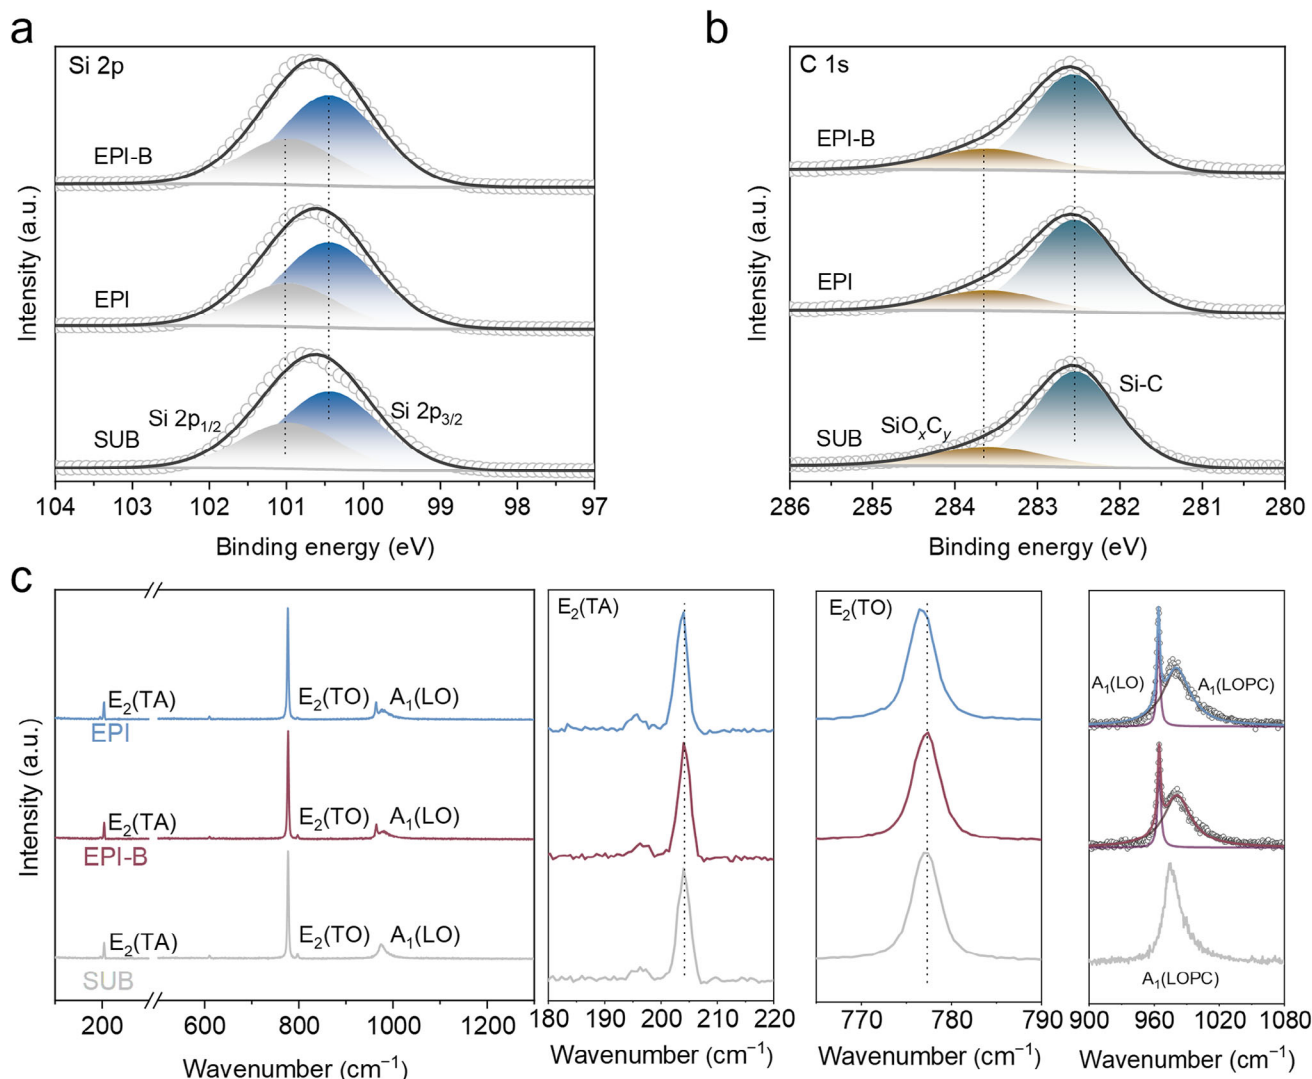 a
Si 2p
EPI-B
EPI
Si 2p1/2
Si 2p3/2
SUB
Intensity (a.u.)
104 103 102 101 100 99 98 97
Binding energy (eV)
b
C 1s
EPI-B
EPI
Si-C
SiOxCy
SUB
Intensity (a.u.)
286 285 284 283 282 281 280
Binding energy (eV)
c
E2(TA) E2(TO) A1(LO)
EPI
E2(TA) E2(TO) A1(LO)
EPI-B
E2(TA) E2(TO) A1(LO)
SUB
Intensity (a.u.)
200 600 800 1000 1200
Wavenumber (cm−1)
E2(TA)
180 190 200 210 220
Wavenumber (cm−1)
E2(TO)
770 780 790
Wavenumber (cm−1)
A1(LO) A1(LOPC)
A1(LOPC)
900 960 1020 1080
Wavenumber (cm−1)